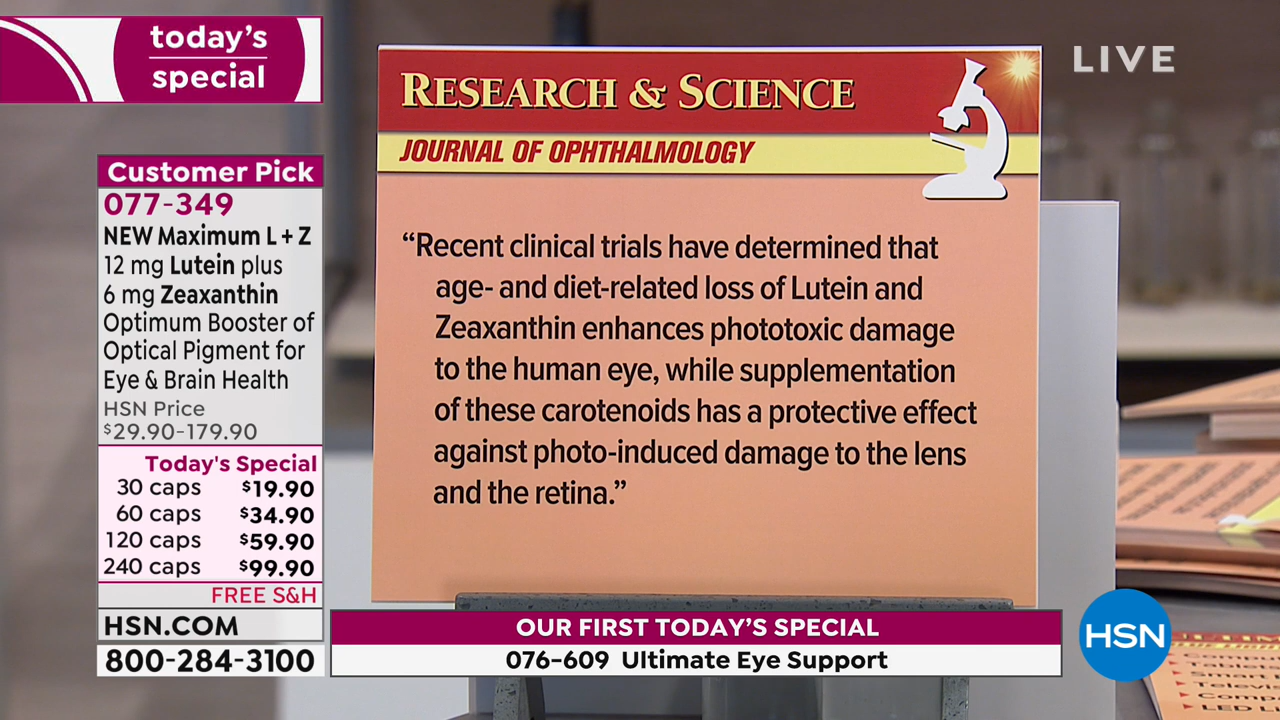 today's
special
LIVE
Customer Pick
077-349
NEW Maximum L + Z
12 mg Lutein plus
6 mg Zeaxanthin
Optimum Booster of
Optical Pigment for
Eye & Brain Health
HSN Price
$29.90-179.90
Today's Special
30 caps $19.90
60 caps $34.90
120 caps $59.90
240 caps $99.90
FREE S&H
HSN.COM
800-284-3100
RESEARCH & SCIENCE
JOURNAL OF OPHTHALMOLOGY
“Recent clinical trials have determined that
age- and diet-related loss of Lutein and
Zeaxanthin enhances phototoxic damage
to the human eye, while supplementation
of these carotenoids has a protective effect
against photo-induced damage to the lens
and the retina.”
OUR FIRST TODAY'S SPECIAL
076-609 Ultimate Eye Support
HSN